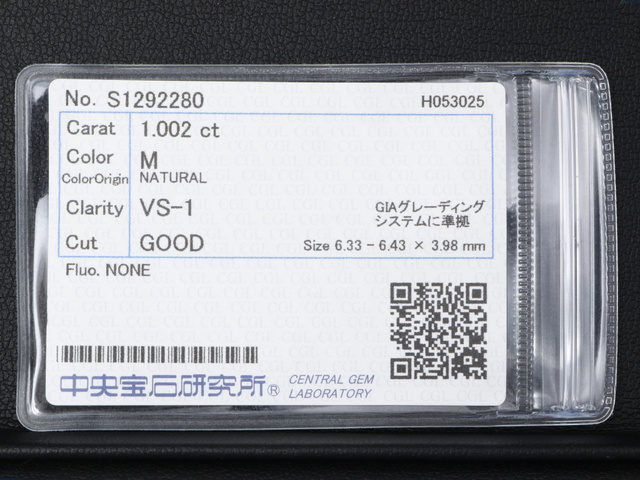 No. S1292280 H053025
Carat 1.002 ct
Color M
ColorOrigin NATURAL
Clarity VS-1
GIAグレーディング
システムに準拠
Cut GOOD Size 6.33 - 6.43 × 3.98 mm
Fluo. NONE
中央宝石研究所® CENTRAL GEM
LABORATORY